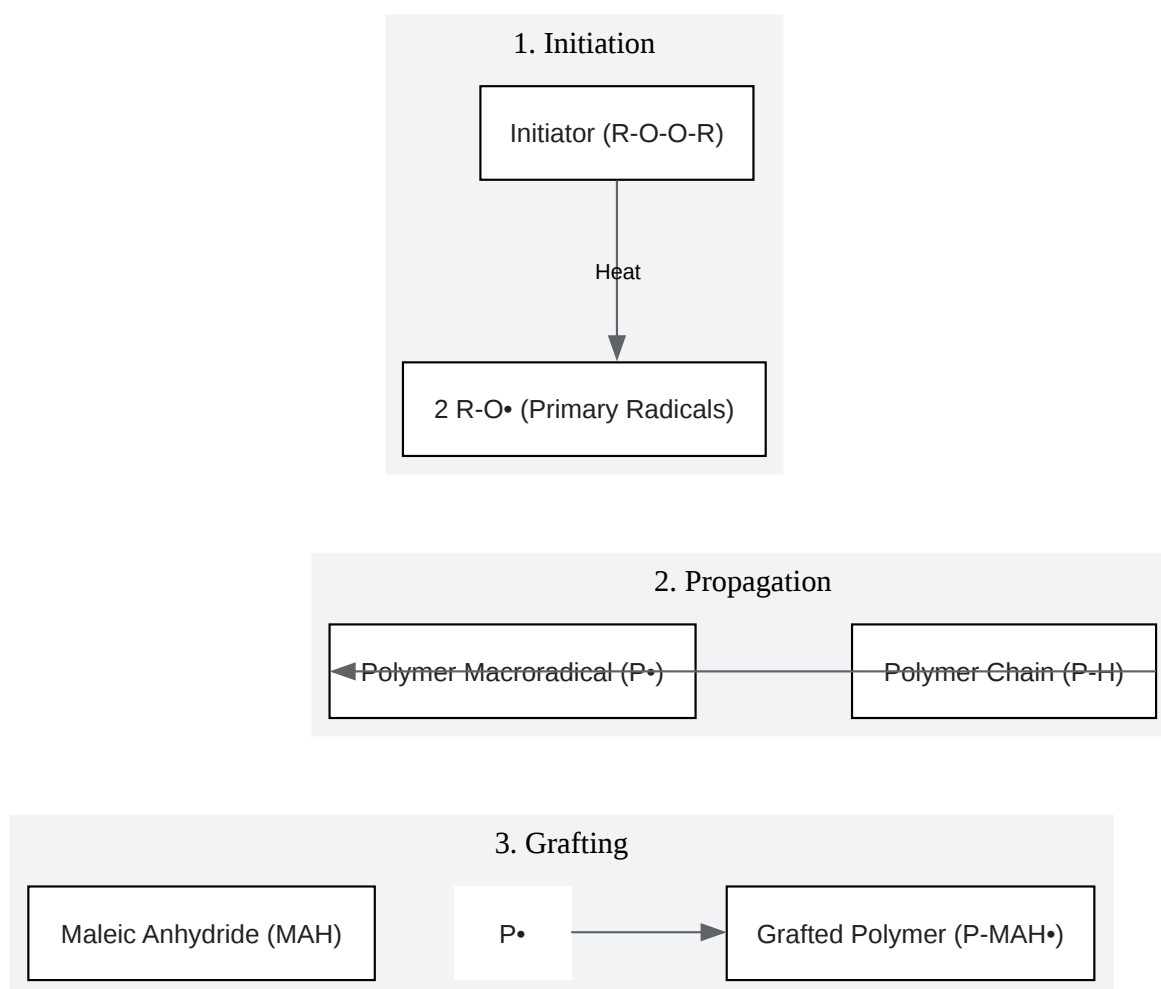 1. Initiation
Initiator (R-O-O-R)
Heat
2 R-O• (Primary Radicals)
2. Propagation
Polymer Macroradical (P•)
Polymer Chain (P-H)
3. Grafting
Maleic Anhydride (MAH)
P•
Grafted Polymer (P-MAH•)